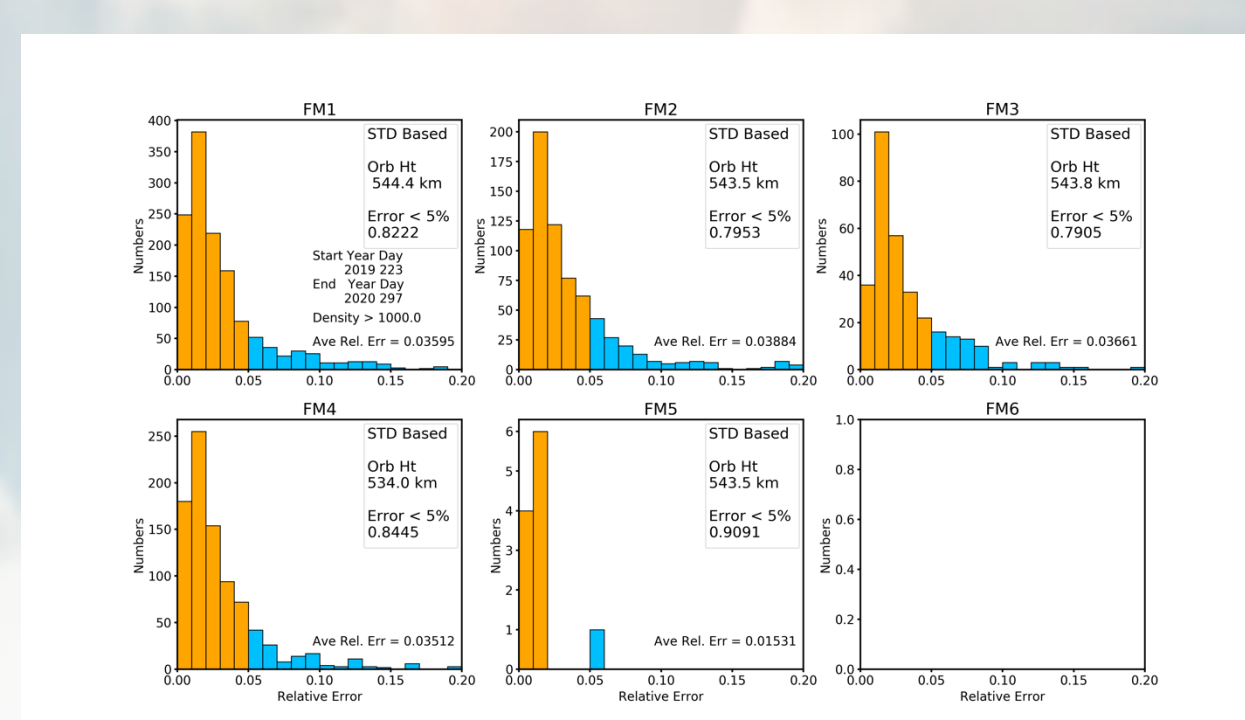 FM1
400
350
300
250
200
150
100
50
0
Numbers
0.00 0.05 0.10 0.15 0.20
STD Based
Orb Ht
544.4 km
Error < 5%
0.8222
Start Year Day
2019 223
End Year Day
2020 297
Density > 1000.0
Ave Rel. Err = 0.03595
FM2
200
175
150
125
100
75
50
25
0
Numbers
0.00 0.05 0.10 0.15 0.20
STD Based
Orb Ht
543.5 km
Error < 5%
0.7953
Ave Rel. Err = 0.03884
FM3
100
80
60
40
20
0
Numbers
0.00 0.05 0.10 0.15 0.20
STD Based
Orb Ht
543.8 km
Error < 5%
0.7905
Ave Rel. Err = 0.03661
FM4
250
200
150
100
50
0
Numbers
0.00 0.05 0.10 0.15 0.20
Relative Error
STD Based
Orb Ht
534.0 km
Error < 5%
0.8445
Ave Rel. Err = 0.03512
FM5
6
5
4
3
2
1
0
Numbers
0.00 0.05 0.10 0.15 0.20
Relative Error
STD Based
Orb Ht
543.5 km
Error < 5%
0.9091
Ave Rel. Err = 0.01531
FM6
1.0
0.8
0.6
0.4
0.2
0.0
Numbers
0.00 0.05 0.10 0.15 0.20
Relative Error